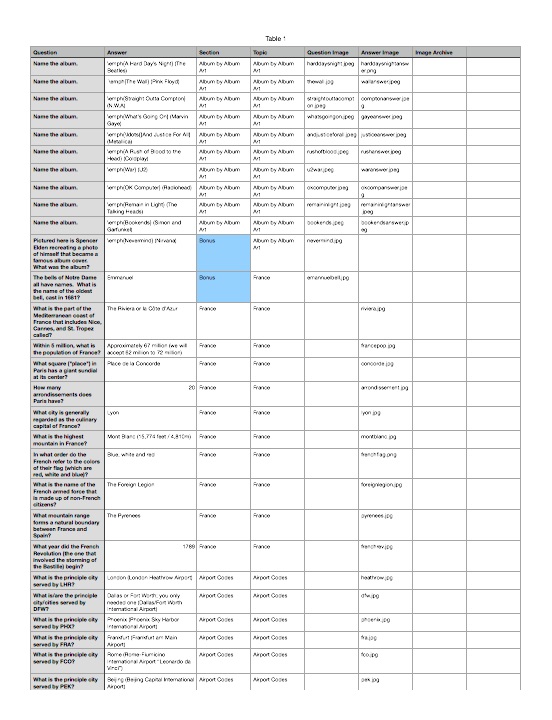 Table 1
Question Answer Section Topic Question Image Answer Image Image Archive
Name the album. \emph{A Hard Day's Night} (The Album by Album Album by Album harddaysnight.jpeg harddaysnightansw
Beatles) Art Art er.png
Name the album. \emph{The Wall} (Pink Floyd) Album by Album Album by Album thewall.jpg wallanswer.jpeg
Art Art
Name the album. \emph{Straight Outta Compton} Album by Album Album by Album straightouttacompt comptonanswer.jpe
(N.W.A) Art Art on.jpeg g
Name the album. \emph{What's Going On} (Marvin Album by Album Album by Album whatsgoingon.jpeg gayeanswer.jpg
Gaye) Art Art
Name the album. \emph{\ldots{}And Justice For All} Album by Album Album by Album andjusticeforall.jpeg justiceanswer.jpg
(Metallica) Art Art
Name the album. \emph{A Rush of Blood to the Album by Album Album by Album rushofblood.jpg rushanswer.jpg
Head} (Coldplay) Art Art
Name the album. \emph{War} (U2) Album by Album Album by Album u2war.jpeg waranswer.jpg
Art Art
Name the album. \emph{OK Computer} (Radiohead) Album by Album Album by Album okcomputer.jpeg okcompanswer.jpe
Art Art g
Name the album. \emph{Remain in Light} (The Album by Album Album by Album remaininlight.jpg remaininlightanswer
Talking Heads) Art Art .jpeg
Name the album. \emph{Bookends} (Simon and Album by Album Album by Album bookends.jpeg bookendsanswer.jp
Garfunkel) Art Art eg
Pictured here is Spencer \emph{Nevermind} (Nirvana) Bonus Album by Album nevermind.jpg
Elden recreating a photo Art
of himself that became a
famous album cover.
What was the album?
The bells of Notre Dame Emmanuel Bonus France emannuelbell.jpg
all have names. What is
the name of the oldest
bell, cast in 1681?
What is the part of the The Riviera or la Côte d'Azur France France riviera.jpg
Mediterranean coast of
France that includes Nice,
Cannes, and St. Tropez
called?
Within 5 million, what is Approximately 67 million (we will France France francepop.jpg
the population of France? accept 62 million to 72 million)
What square ("place") in Place de la Concorde France France concorde.jpg
Paris has a giant sundial
at its center?
How many 20 France France arrondissement.jpg
arrondissements does
Paris have?
What city is generally Lyon France France lyon.jpg
regarded as the culinary
capital of France?
What is the highest Mont Blanc (15,774 feet / 4,810m) France France montblanc.jpg
mountain in France?
In what order do the Blue, white and red France France frenchflag.png
French refer to the colors
of their flag (which are
red, white and blue)?
What is the name of the The Foreign Legion France France foreignlegion.jpg
French armed force that
is made up of non-French
citizens?
What mountain range The Pyrenees France France pyrenees.jpg
forms a natural boundary
between France and
Spain?
What year did the French 1789 France France frenchrev.jpg
Revolution (the one that
involved the storming of
the Bastille) begin?
What is the principle city London (London Heathrow Airport) Airport Codes Airport Codes heathrow.jpg
served by LHR?
What is/are the principle Dallas or Fort Worth, you only Airport Codes Airport Codes dfw.jpg
city/cities served by needed one (Dallas/Fort Worth
DFW? International Airport)
What is the principle city Phoenix (Phoenix Sky Harbor Airport Codes Airport Codes phoenix.jpg
served by PHX? International Airport)
What is the principle city Frankfurt (Frankfurt am Main Airport Codes Airport Codes fra.jpg
served by FRA? Airport)
What is the principle city Rome (Rome-Fiumicino Airport Codes Airport Codes fco.jpg
served by FCO? International Airport "Leonardo da
Vinci")
What is the principle city Beijing (Beijing Capital International Airport Codes Airport Codes pek.jpg
served by PEK? Airport)